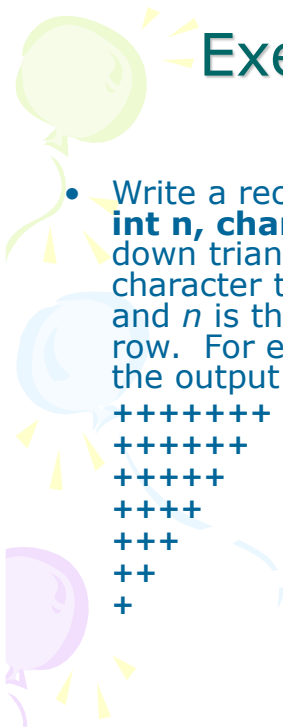 Exe
• Write a rec
int n, char
down trian
character t
and n is th
row. For e
the output
+++++++
++++++
+++++
++++
+++
++
+